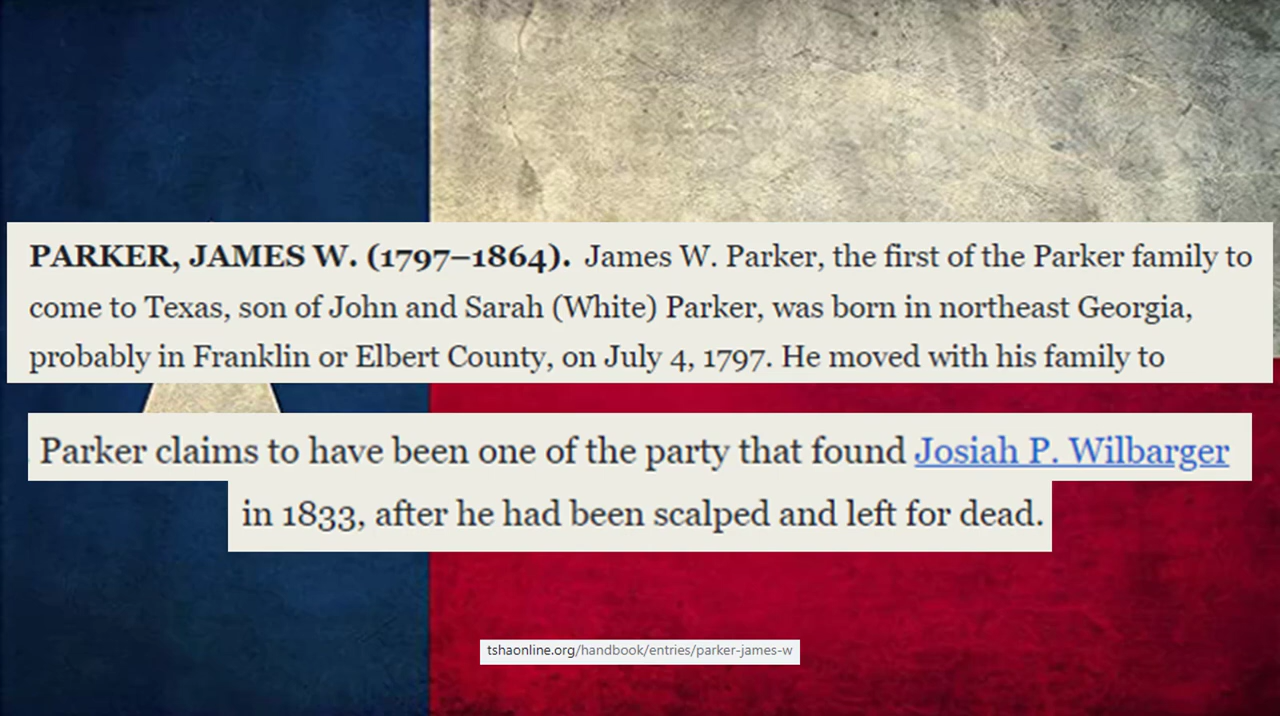 PARKER, JAMES W. (1797–1864). James W. Parker, the first of the Parker family to
come to Texas, son of John and Sarah (White) Parker, was born in northeast Georgia,
probably in Franklin or Elbert County, on July 4, 1797. He moved with his family to
Parker claims to have been one of the party that found Josiah P. Wilbarger
in 1833, after he had been scalped and left for dead.
tshaonline.org/handbook/entries/parker-james-w